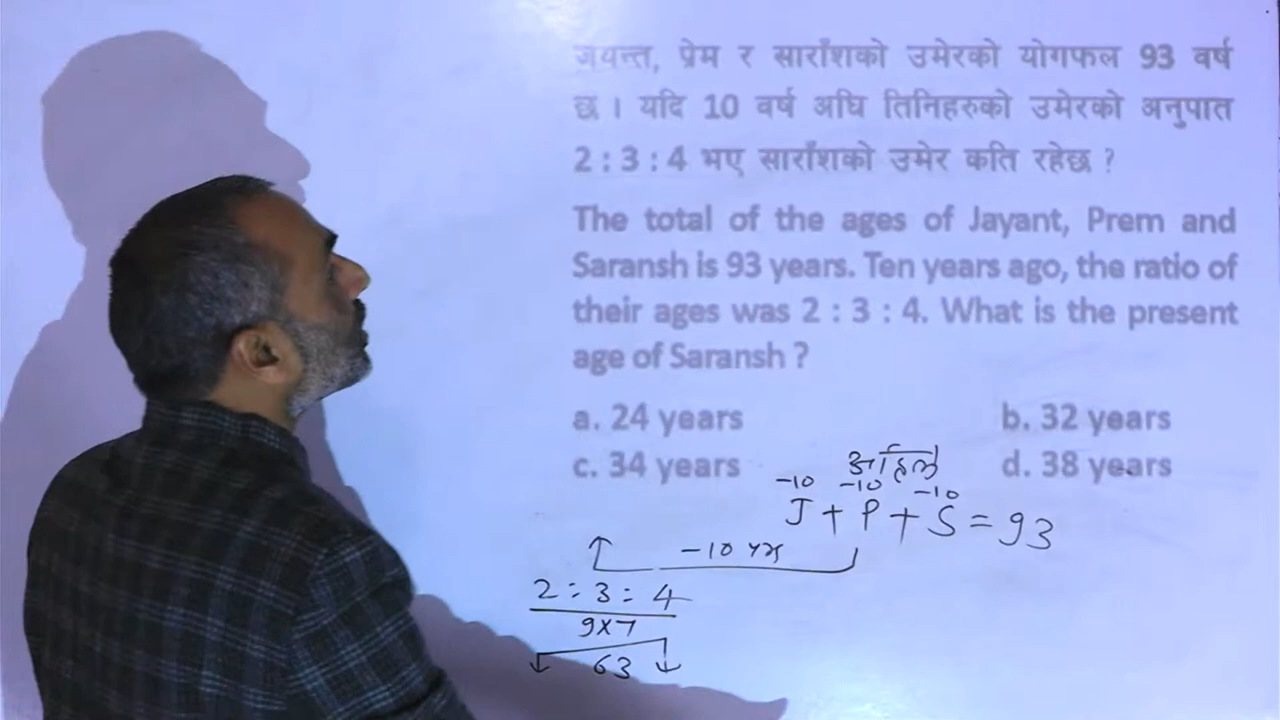 जयन्त, प्रेम र साराँशको उमेरको योगफल 93 वर्ष
छ । यदि 10 वर्ष अघि तिनिहरुको उमेरको अनुपात
2 : 3 : 4 भए साराँशको उमेर कति रहेछ ?
The total of the ages of Jayant, Prem and
Saransh is 93 years. Ten years ago, the ratio of
their ages was 2 : 3 : 4. What is the present
age of Saransh ?
a. 24 years b. 32 years
c. 34 years d. 38 years
अहिले
-10 -10 -10
J + P + S = 93
-10 yrs
2 : 3 : 4
9x7
63